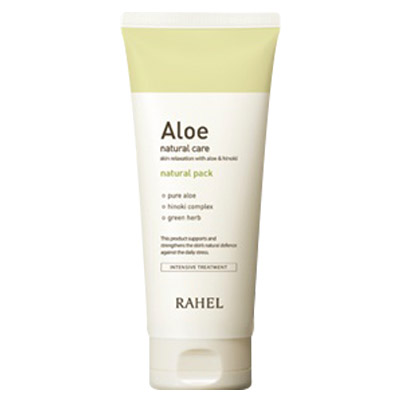 Aloe
natural care
skin relaxation with aloe & hinoki
natural pack
pure aloe
hinoki complex
green herb
This product supports and
strengthens the skin's natural defence
against the daily stress.
INTENSIVE TREATMENT
RAHEL